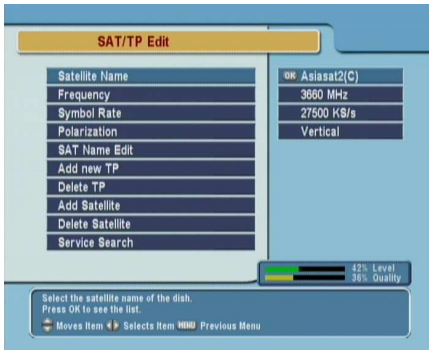 SAT/TP Edit
Satellite Name
OK Asiasat2(C)
Frequency
3660 MHz
Symbol Rate
27500 KS/s
Polarization
Vertical
SAT Name Edit
Add new TP
Delete TP
Add Satellite
Delete Satellite
Service Search
42% Level
36% Quality
Select the satellite name of the dish.
Press OK to see the list.
Moves Item Selects Item MENU Previous Menu